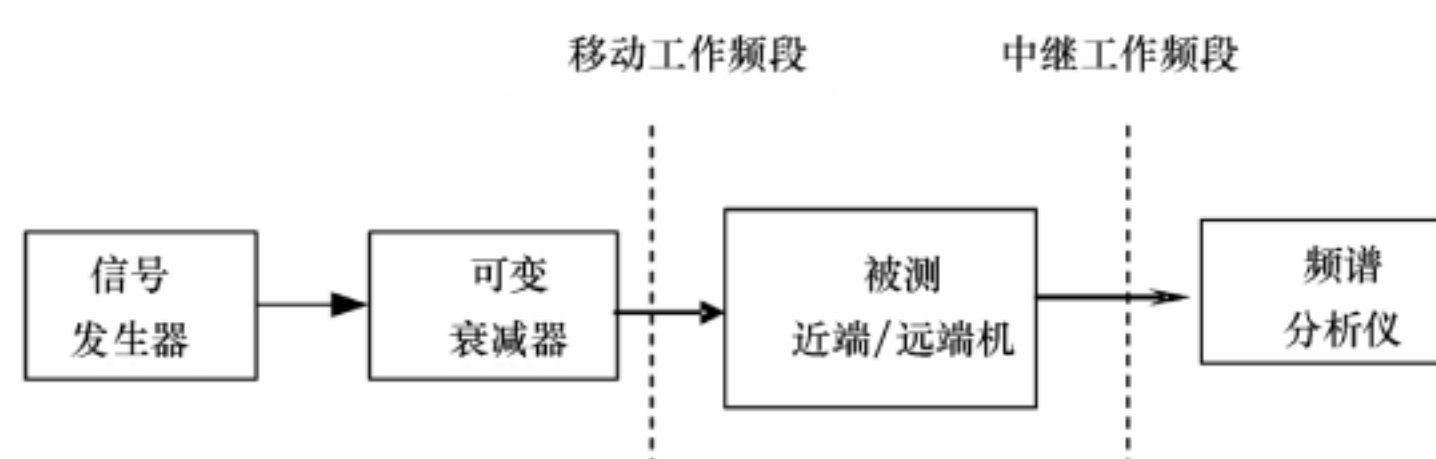 移动工作频段
中继工作频段
信号
发生器
可变
衰减器
被测
近端/远端机
频谱
分析仪